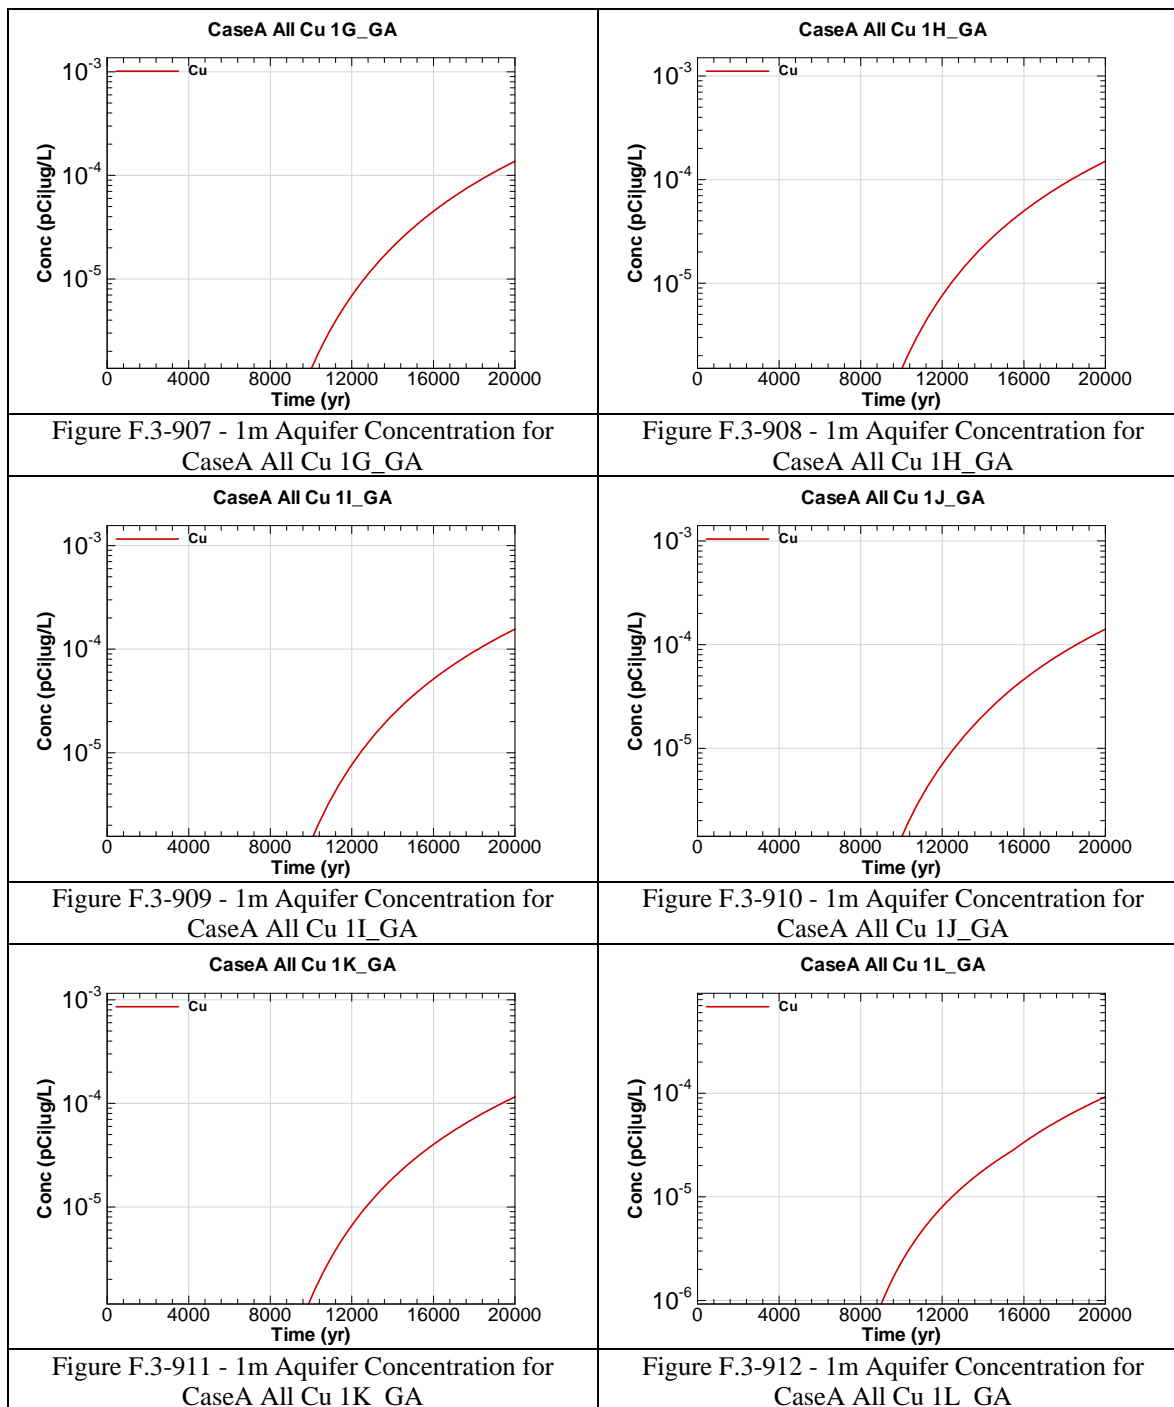 CaseA All Cu 1G_GA
Cu
10-3
10-4
10-5
Conc (pCi|ug/L)
0 4000 8000 12000 16000 20000
Time (yr)
Figure F.3-907 - 1m Aquifer Concentration for
CaseA All Cu 1G_GA
CaseA All Cu 1H_GA
Cu
10-3
10-4
10-5
Conc (pCi|ug/L)
0 4000 8000 12000 16000 20000
Time (yr)
Figure F.3-908 - 1m Aquifer Concentration for
CaseA All Cu 1H_GA
CaseA All Cu 1I_GA
Cu
10-3
10-4
10-5
Conc (pCi|ug/L)
0 4000 8000 12000 16000 20000
Time (yr)
Figure F.3-909 - 1m Aquifer Concentration for
CaseA All Cu 1I_GA
CaseA All Cu 1J_GA
Cu
10-3
10-4
10-5
Conc (pCi|ug/L)
0 4000 8000 12000 16000 20000
Time (yr)
Figure F.3-910 - 1m Aquifer Concentration for
CaseA All Cu 1J_GA
CaseA All Cu 1K_GA
Cu
10-3
10-4
10-5
Conc (pCi|ug/L)
0 4000 8000 12000 16000 20000
Time (yr)
Figure F.3-911 - 1m Aquifer Concentration for
CaseA All Cu 1K_GA
CaseA All Cu 1L_GA
Cu
10-4
10-5
10-6
Conc (pCi|ug/L)
0 4000 8000 12000 16000 20000
Time (yr)
Figure F.3-912 - 1m Aquifer Concentration for
CaseA All Cu 1L_GA